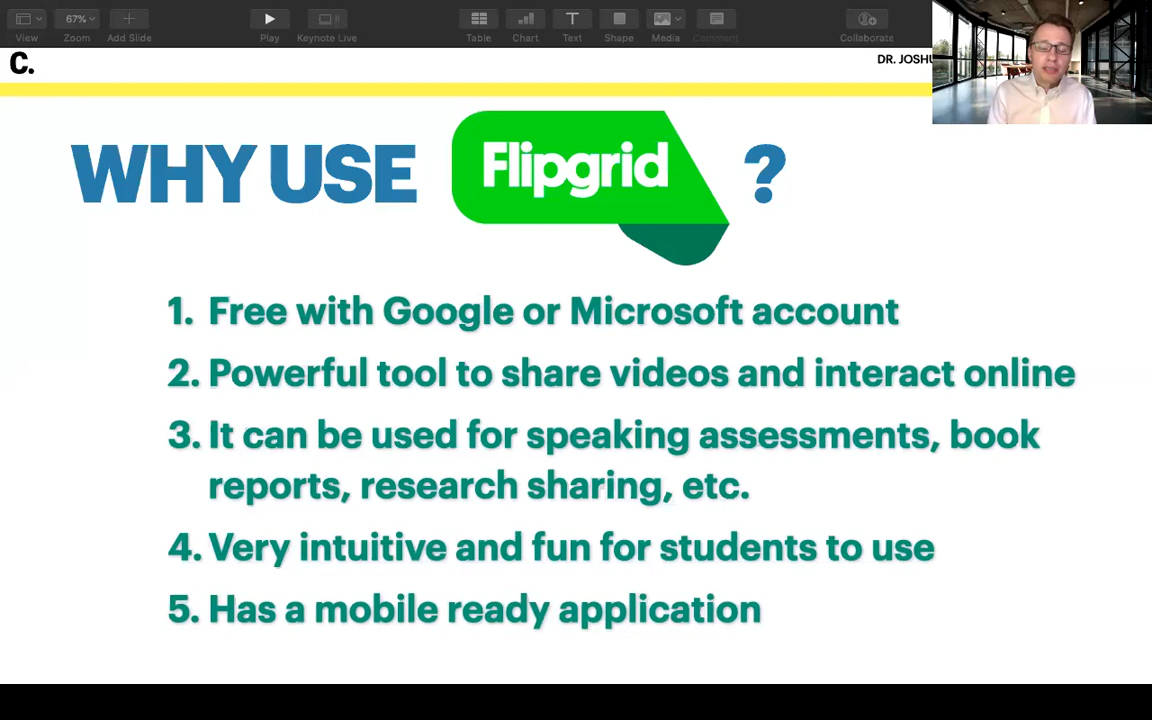 67%
View Zoom Add Slide Play Keynote Live Table Chart Text Shape Media Comment Collaborate
C.
DR.
WHY USE Flipgrid ?
1. Free with Google or Microsoft account
2. Powerful tool to share videos and interact online
3. It can be used for speaking assessments, book
reports, research sharing, etc.
4. Very intuitive and fun for students to use
5. Has a mobile ready application